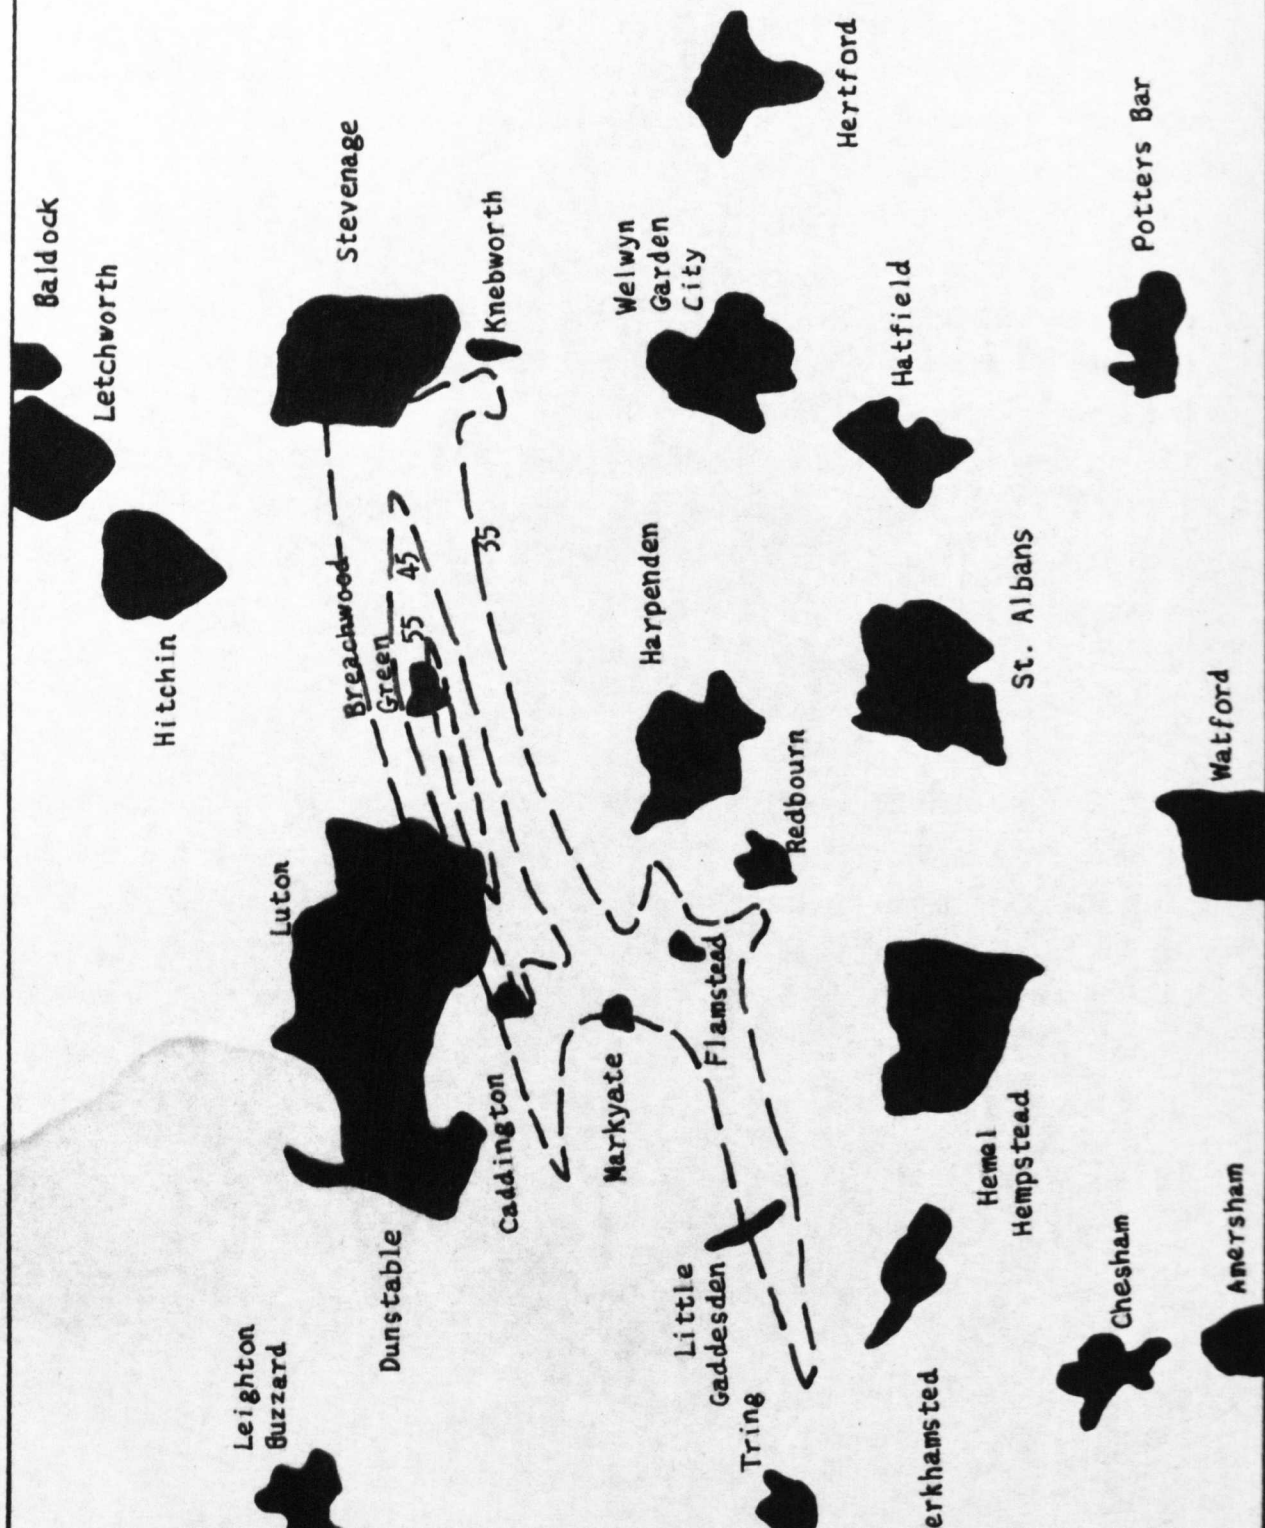 Baldock
Letchworth
Stevenage
Knebworth
Hertford
Welwyn
Garden
City
Hatfield
Potters Bar
Hitchin
Breachwood
Green
55
45
35
Harpenden
St. Albans
Luton
Redbourn
Watford
Caddington
Markyate
Flamstead
Dunstable
Leighton
Buzzard
Little
Gaddesden
Tring
Hemel
Hempstead
erkhamsted
Chesham
Amersham